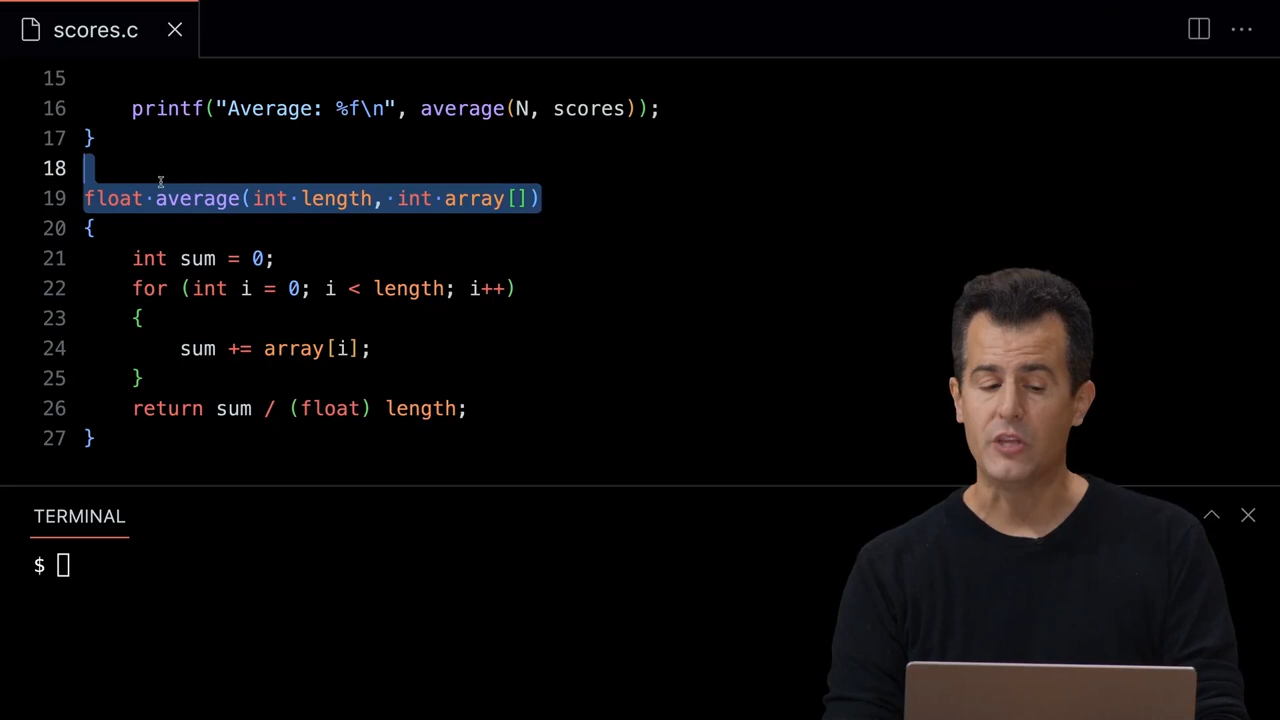 scores.c
15
16 printf("Average: %f\n", average(N, scores));
17 }
18
19 float·average(int·length,·int·array[])
20 {
21 int sum = 0;
22 for (int i = 0; i < length; i++)
23 {
24 sum += array[i];
25 }
26 return sum / (float) length;
27 }
TERMINAL
$